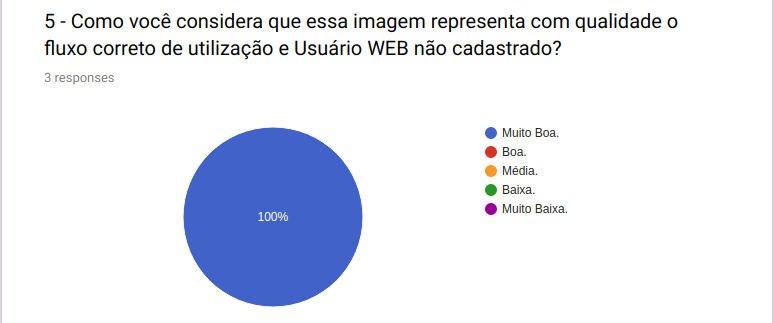 5 - Como você considera que essa imagem representa com qualidade o
fluxo correto de utilização e Usuário WEB não cadastrado?
3 responses
100%
Muito Boa.
Boa.
Média.
Baixa.
Muito Baixa.